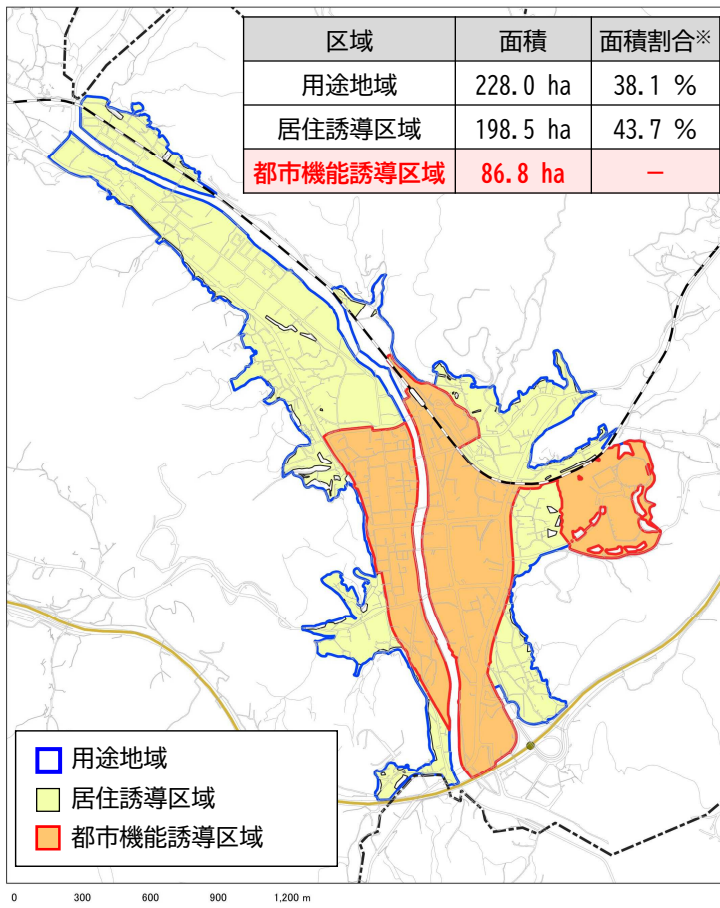 区域 面積 面積割合※
用途地域 228.0 ha 38.1 %
居住誘導区域 198.5 ha 43.7 %
都市機能誘導区域 86.8 ha －
用途地域
居住誘導区域
都市機能誘導区域
0 300 600 900 1,200 m